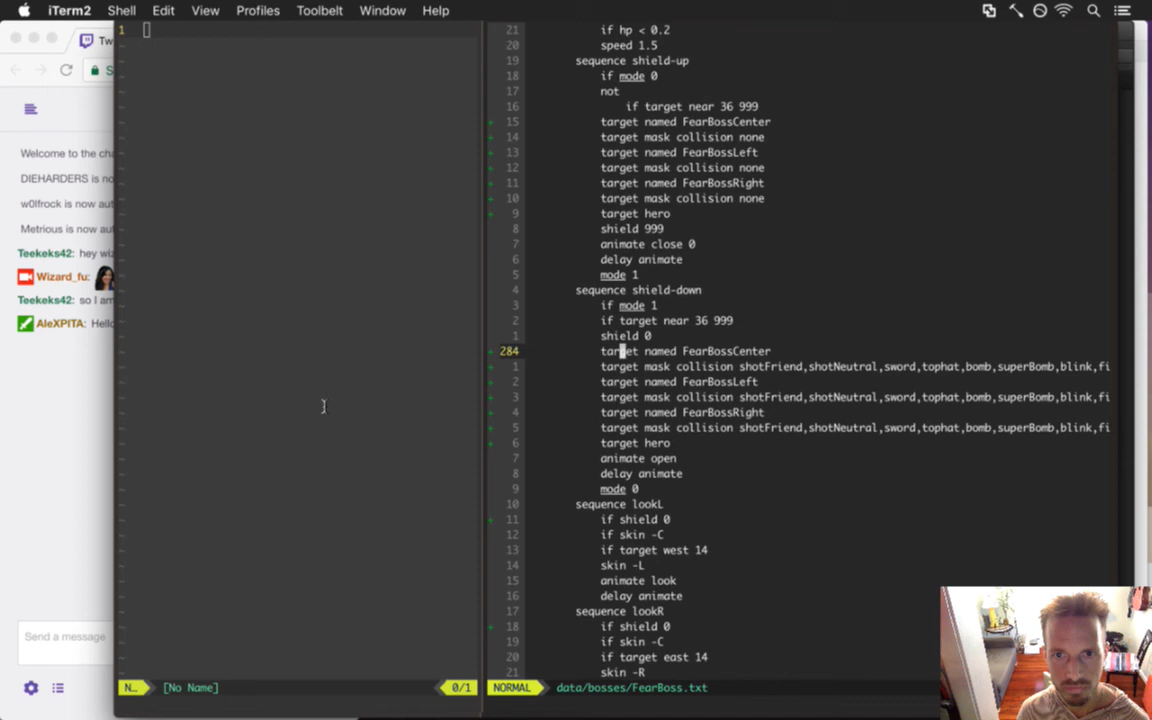 iTerm2 Shell Edit View Profiles Toolbelt Window Help
Tw
S
Welcome to the cha
DIEHARDERS is no
w0lfrock is now aut
Metrious is now aut
Teekeks42: hey wiz
Wizard_fu:
Teekeks42: so I am
AleXPITA: Hello
Send a message
1
~
N… [No Name] 0/1
21 if hp < 0.2
20 speed 1.5
19 sequence shield-up
18 if mode 0
17 not
16 if target near 36 999
+ 15 target named FearBossCenter
+ 14 target mask collision none
+ 13 target named FearBossLeft
+ 12 target mask collision none
+ 11 target named FearBossRight
+ 10 target mask collision none
+ 9 target hero
8 shield 999
7 animate close 0
6 delay animate
5 mode 1
4 sequence shield-down
3 if mode 1
2 if target near 36 999
1 shield 0
+ 284 target named FearBossCenter
+ 1 target mask collision shotFriend,shotNeutral,sword,tophat,bomb,superBomb,blink,fi
+ 2 target named FearBossLeft
+ 3 target mask collision shotFriend,shotNeutral,sword,tophat,bomb,superBomb,blink,fi
+ 4 target named FearBossRight
+ 5 target mask collision shotFriend,shotNeutral,sword,tophat,bomb,superBomb,blink,fi
+ 6 target hero
7 animate open
8 delay animate
9 mode 0
10 sequence lookL
+ 11 if shield 0
12 if skin -C
13 if target west 14
14 skin -L
15 animate look
16 delay animate
17 sequence lookR
+ 18 if shield 0
19 if skin -C
20 if target east 14
21 skin -R
NORMAL data/bosses/FearBoss.txt